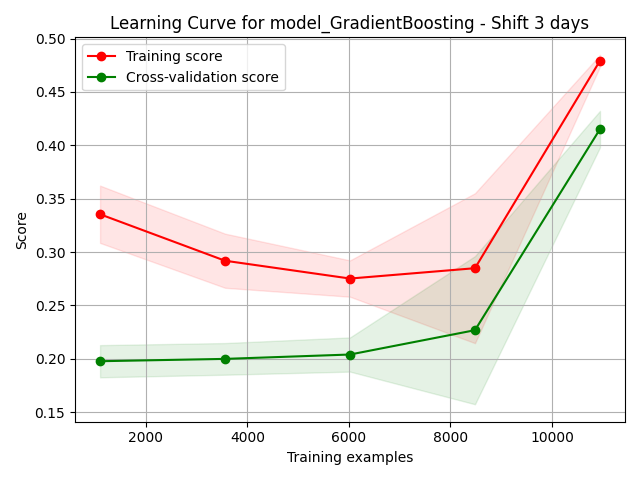 Learning Curve for model_GradientBoosting - Shift 3 days
0.50
Training score
Cross-validation score
0.45
0.40
0.35
0.30
0.25
0.20
0.15
Score
2000 4000 6000 8000 10000
Training examples